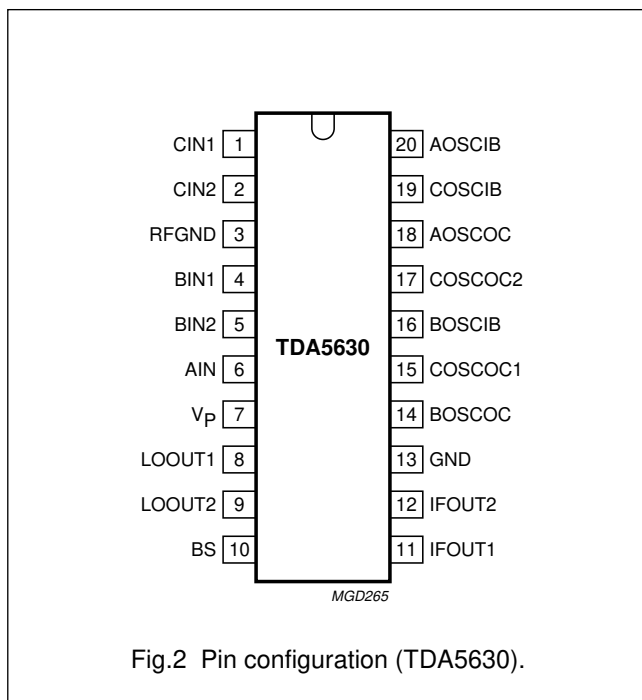 CIN1 1 20 AOSCIB
CIN2 2 19 COSCIB
RFGND 3 18 AOSCOC
BIN1 4 17 COSCOC2
BIN2 5 16 BOSCIB
TDA5630
AIN 6 15 COSCOC1
VP 7 14 BOSCOC
LOOUT1 8 13 GND
LOOUT2 9 12 IFOUT2
BS 10 11 IFOUT1
MGD265
Fig.2 Pin configuration (TDA5630).